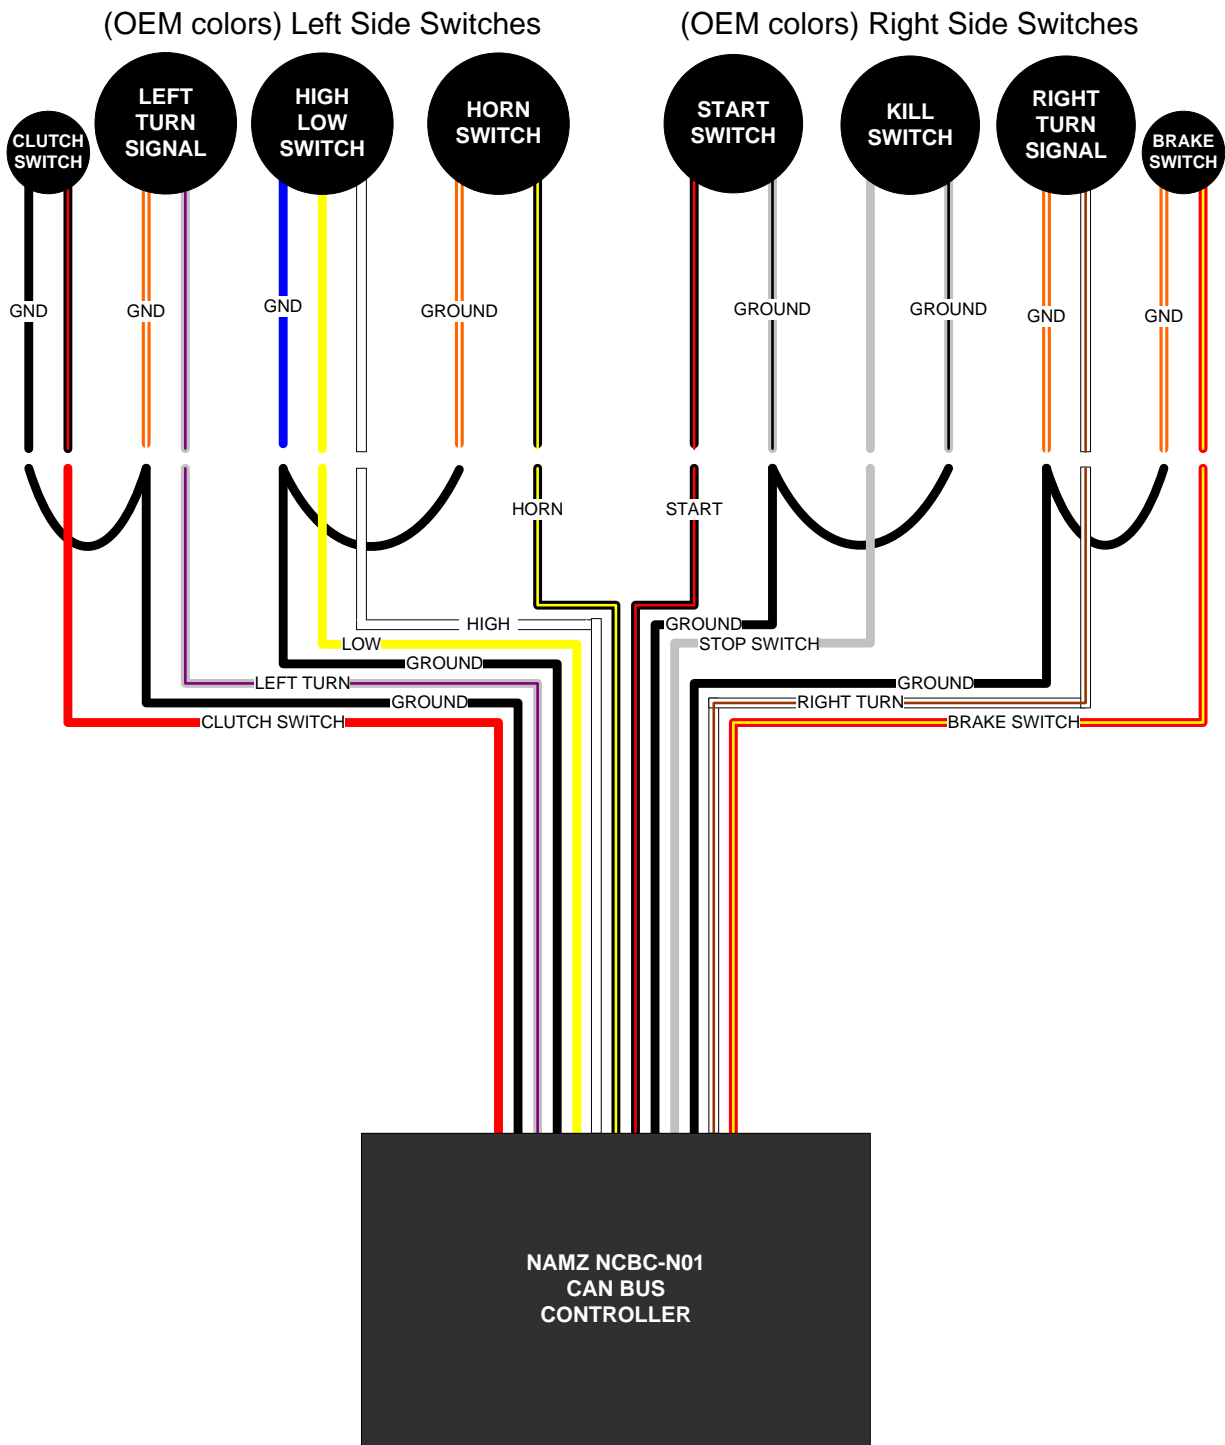 (OEM colors) Left Side Switches
(OEM colors) Right Side Switches
CLUTCH
SWITCH
LEFT
TURN
SIGNAL
HIGH
LOW
SWITCH
HORN
SWITCH
START
SWITCH
KILL
SWITCH
RIGHT
TURN
SIGNAL
BRAKE
SWITCH
GND
GND
GND
GROUND
GROUND
GROUND
GND
GND
HORN
START
HIGH
GROUND
LOW
STOP SWITCH
GROUND
LEFT TURN
GROUND
GROUND
RIGHT TURN
CLUTCH SWITCH
BRAKE SWITCH
NAMZ NCBC-N01
CAN BUS
CONTROLLER